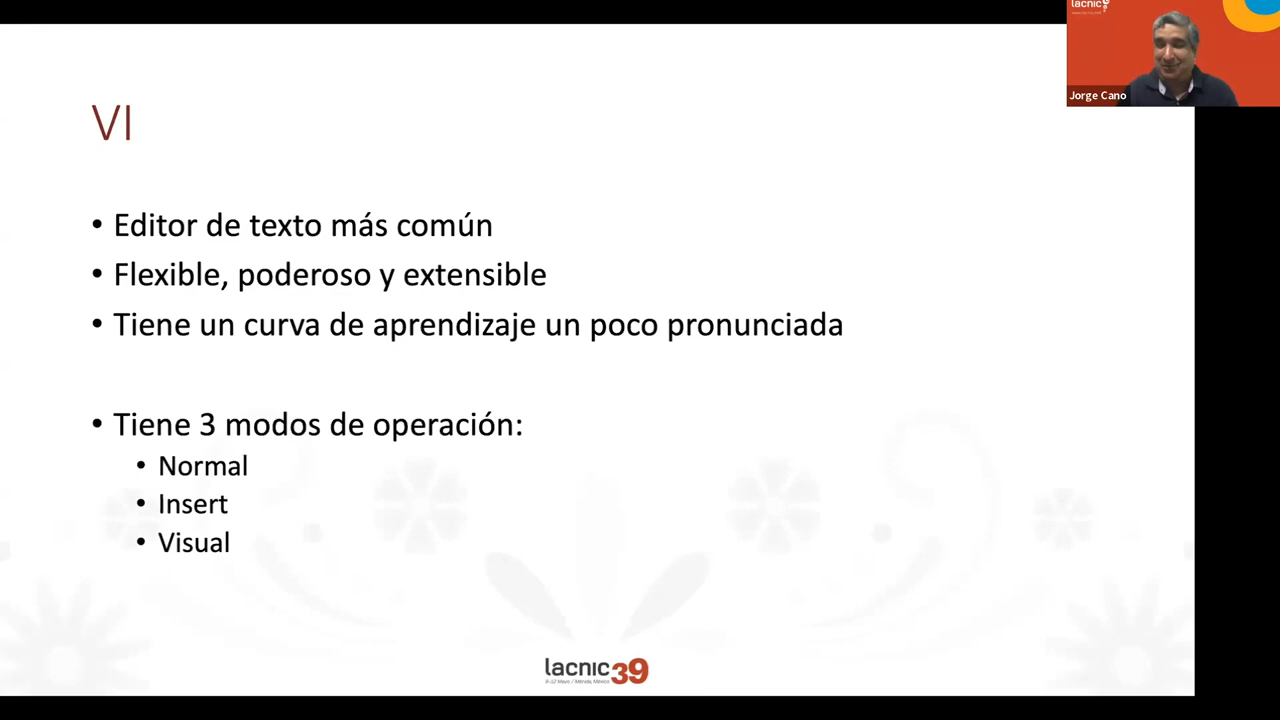 lacnic
Jorge Cano
VI
• Editor de texto más común
• Flexible, poderoso y extensible
• Tiene un curva de aprendizaje un poco pronunciada
• Tiene 3 modos de operación:
• Normal
• Insert
• Visual
lacnic39
8-12 Mayo / Mérida, México